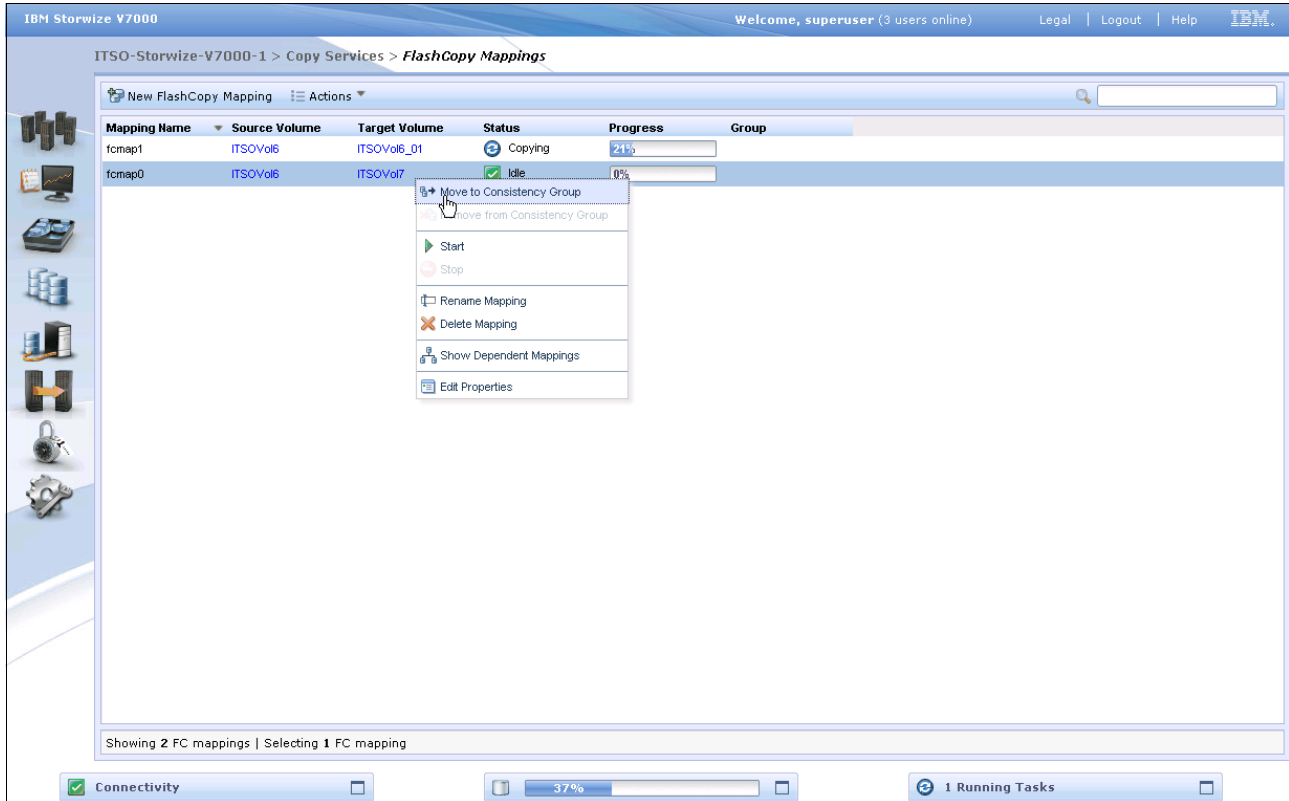 IBM Storwize V7000 Welcome, superuser (3 users online) Legal | Logout | Help IBM
ITSO-Storwize-V7000-1 > Copy Services > FlashCopy Mappings
New FlashCopy Mapping Actions
Mapping Name Source Volume Target Volume Status Progress Group
fcmap1 ITSOVol6 ITSOVol6_01 Copying 21%
fcmap0 ITSOVol6 ITSOVol7 Idle 0%
Move to Consistency Group
from Consistency Group
Start
Stop
Rename Mapping
Delete Mapping
Show Dependent Mappings
Edit Properties
Showing 2 FC mappings | Selecting 1 FC mapping
Connectivity 37% 1 Running Tasks